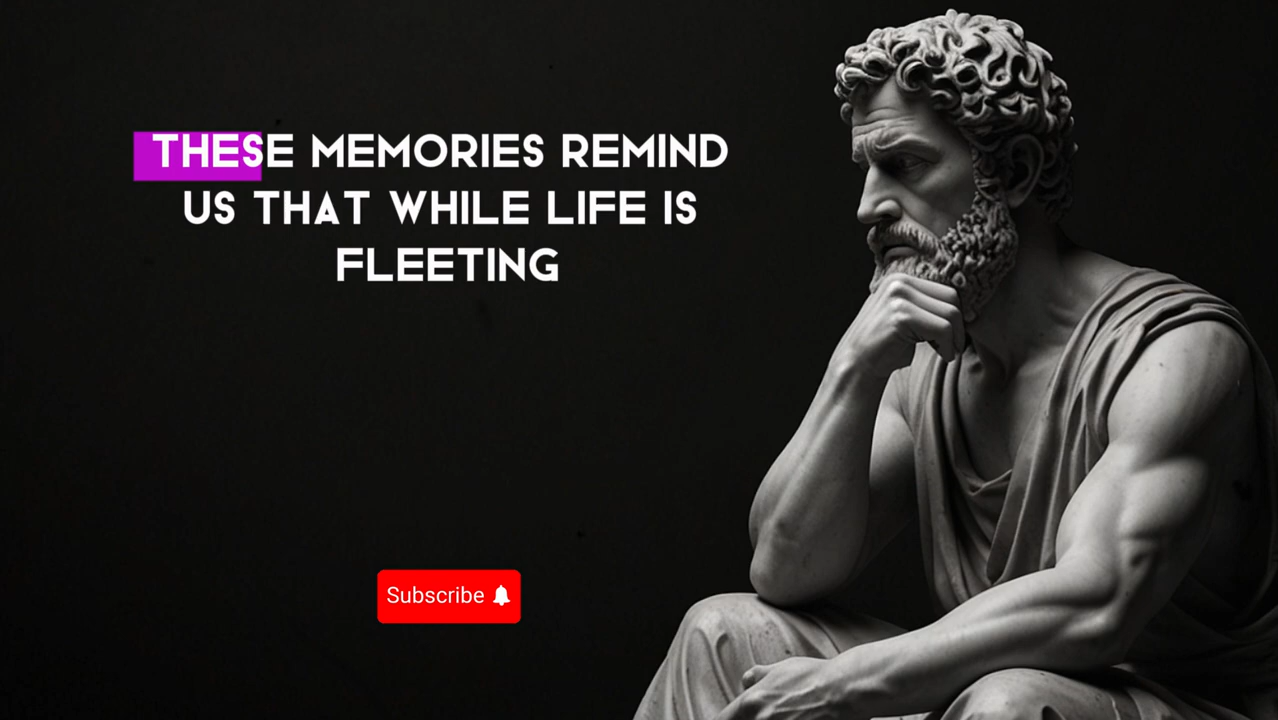 THESE MEMORIES REMIND
US THAT WHILE LIFE IS
FLEETING
Subscribe